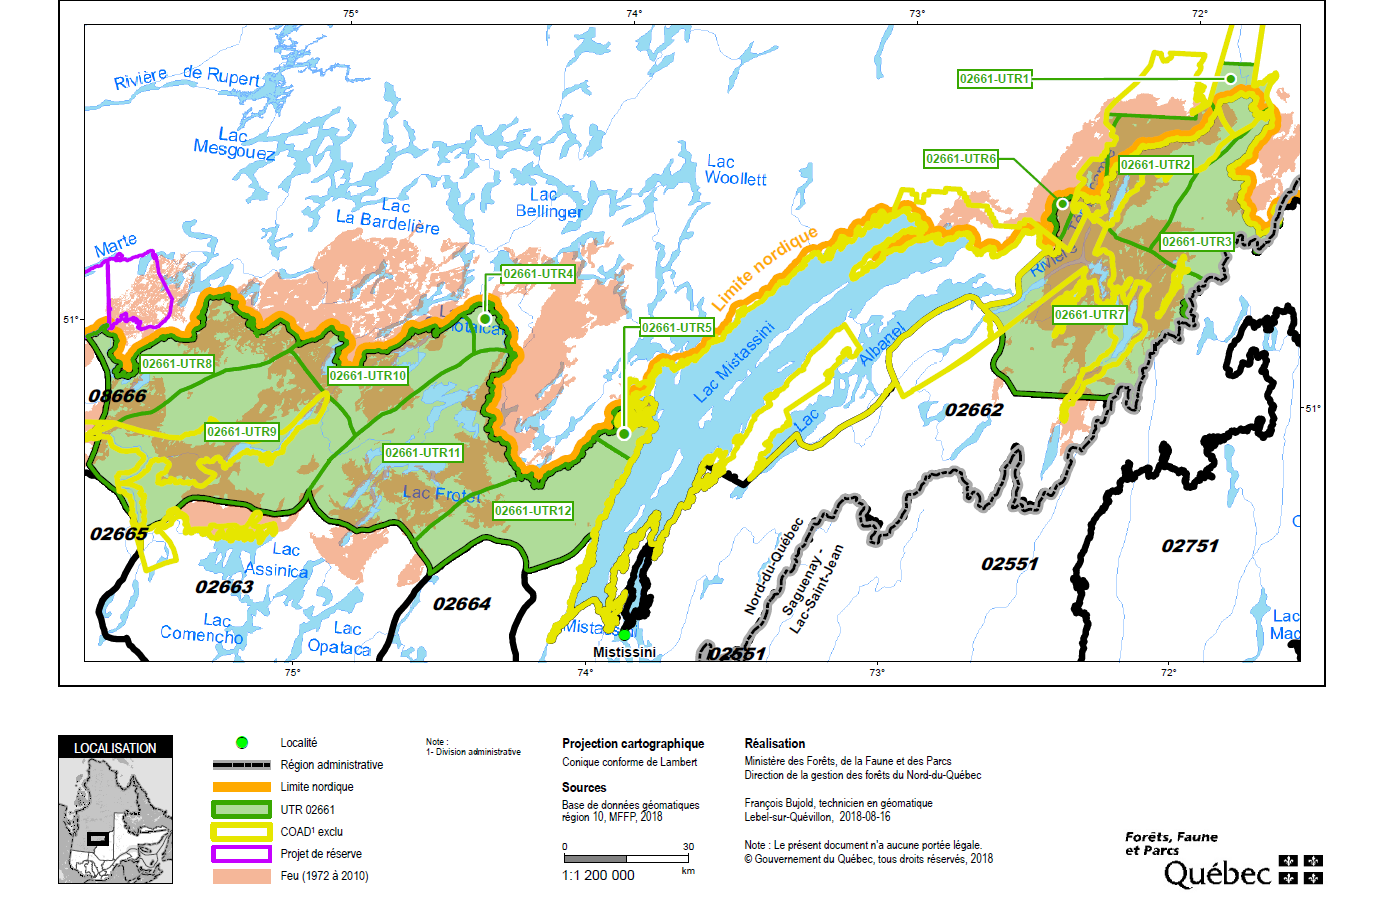 75°
74°
73°
72°
Rivière de Rupert
Lac
Mesgouez
Lac
Woollett
Lac
Bellinger
Lac
La Bardelière
Marte
02661-UTR1
02661-UTR6
02661-UTR2
02661-UTR3
02661-UTR4
02661-UTR5
02661-UTR7
Limite nordique
51°
02661-UTR8
02661-UTR10
08666
Lac Mistassini
Albanel
Lac
02662
51°
02661-UTR9
02661-UTR11
Lac Frotet
02661-UTR12
02665
Lac
Assinica
02663
02664
Lac
Comencho
Lac
Opataca
Nord-du-Québec
Saguenay -
Lac-Saint-Jean
02551
02751
Mistissini
02551
Lac
75°
74°
73°
72°
LOCALISATION
Localité
Région administrative
Limite nordique
UTR 02661
COAD¹ exclu
Projet de réserve
Feu (1972 à 2010)
Note :
1- Division administrative
Projection cartographique
Conique conforme de Lambert
Sources
Base de données géomatiques
région 10, MFFP, 2018
0 30
km
1:1 200 000
Réalisation
Ministère des Forêts, de la Faune et des Parcs
Direction de la gestion des forêts du Nord-du-Québec
François Bujold, technicien en géomatique
Lebel-sur-Quévillon, 2018-08-16
Note : Le présent document n'a aucune portée légale.
© Gouvernement du Québec, tous droits réservés, 2018
Forêts, Faune
et Parcs
Québec